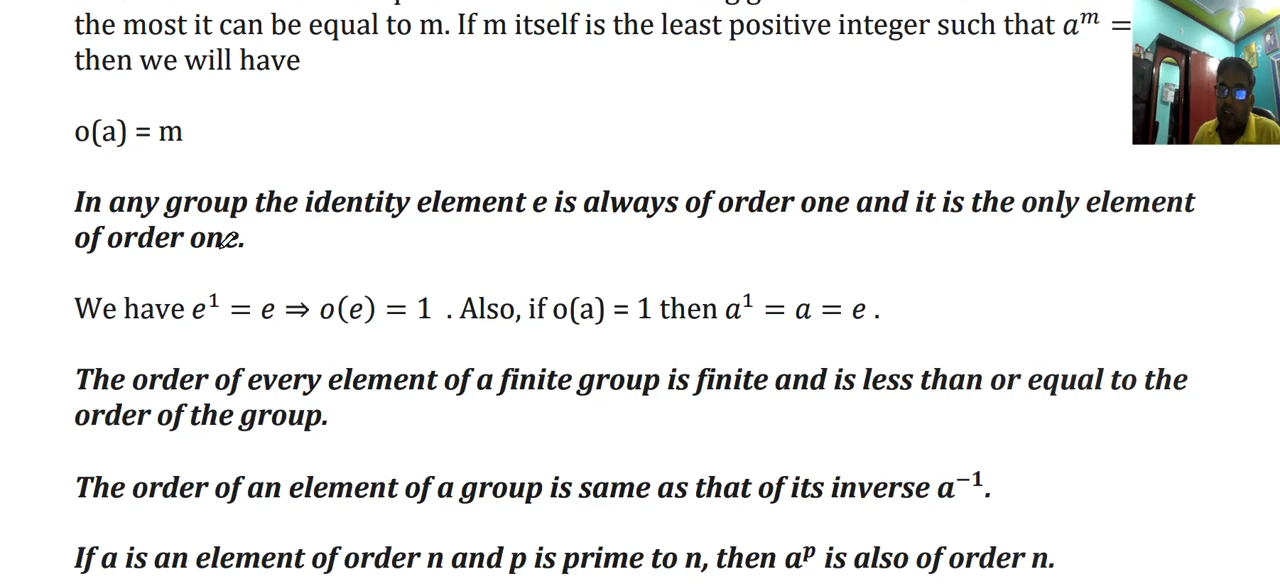 the most it can be equal to m. If m itself is the least positive integer such that aᵐ =
then we will have
o(a) = m
In any group the identity element e is always of order one and it is the only element
of order one.
We have e¹ = e ⇒ o(e) = 1 . Also, if o(a) = 1 then a¹ = a = e .
The order of every element of a finite group is finite and is less than or equal to the
order of the group.
The order of an element of a group is same as that of its inverse a⁻¹.
If a is an element of order n and p is prime to n, then aᵖ is also of order n.